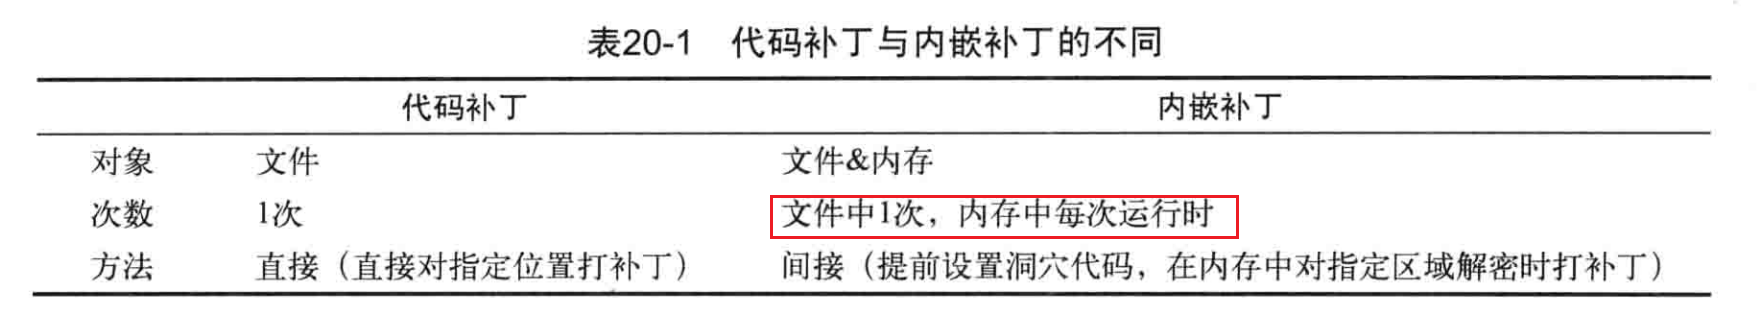 表20-1 代码补丁与内嵌补丁的不同
代码补丁 内嵌补丁
对象 文件 文件&内存
次数 1次 文件中1次，内存中每次运行时
方法 直接（直接对指定位置打补丁） 间接（提前设置洞穴代码，在内存中对指定区域解密时打补丁）